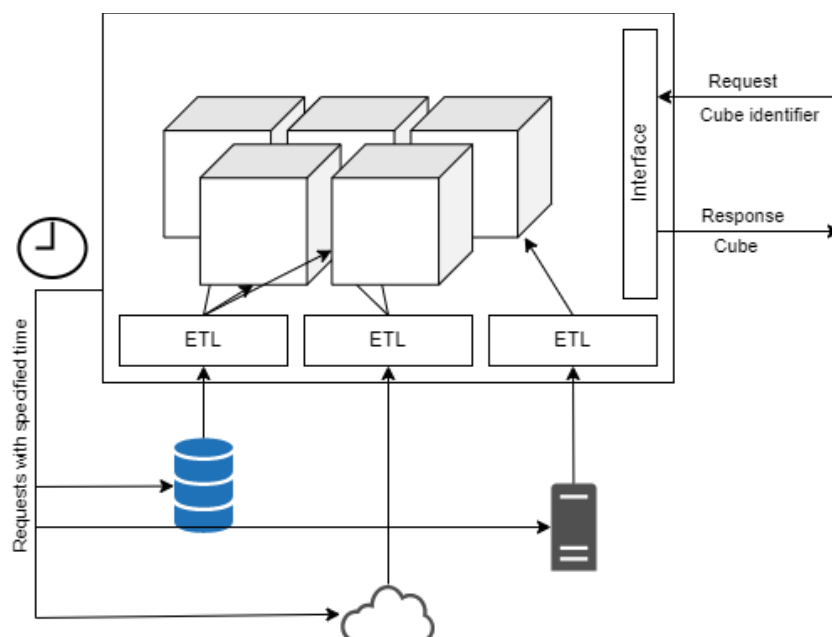 Request
Cube identifier
Interface
Response
Cube
ETL
ETL
ETL
Requests with specified time